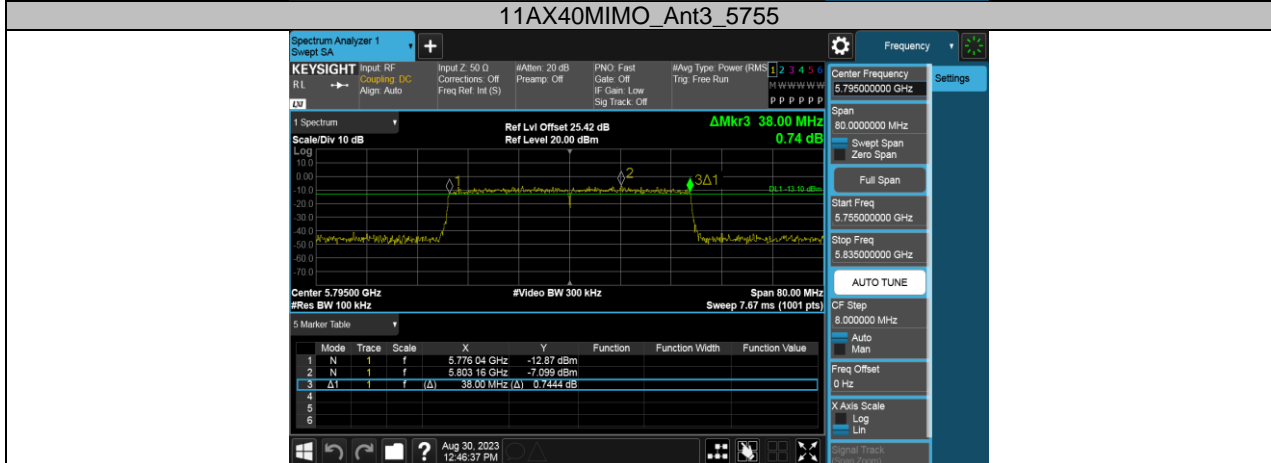 11AX40MIMO_Ant3_5755
Spectrum Analyzer 1
Swept SA
+
Frequency
KEYSIGHT Input: RF Input Z: 50 Ω #Atten: 20 dB PNO: Fast #Avg Type: Power (RMS 1 2 3 4 5 6
RL Coupling: DC Corrections: Off Preamp: Off Gate: Off Trig: Free Run M W W W W W
Align: Auto Freq Ref: Int (S) IF Gain: Low P P P P P P
LXI Sig Track: Off
Center Frequency
5.795000000 GHz
Settings
Span
80.0000000 MHz
Swept Span
Zero Span
Full Span
Start Freq
5.755000000 GHz
Stop Freq
5.835000000 GHz
AUTO TUNE
CF Step
8.000000 MHz
Auto
Man
Freq Offset
0 Hz
X Axis Scale
Log
Lin
Signal Track
(Span Zoom)
1 Spectrum
Ref Lvl Offset 25.42 dB ΔMkr3 38.00 MHz
Scale/Div 10 dB Ref Level 20.00 dBm 0.74 dB
Log
10.0
0.00
-10.0
-20.0
-30.0
-40.0
-50.0
-60.0
-70.0
1
2
3Δ1
DL1 -13.10 dBm
Center 5.79500 GHz #Video BW 300 kHz Span 80.00 MHz
#Res BW 100 kHz Sweep 7.67 ms (1001 pts)
5 Marker Table
Mode Trace Scale X Y Function Function Width Function Value
1 N 1 f 5.776 04 GHz -12.87 dBm
2 N 1 f 5.803 16 GHz -7.099 dBm
3 Δ1 1 f (Δ) 38.00 MHz (Δ) 0.7444 dB
4
5
6
? Aug 30, 2023
12:46:37 PM